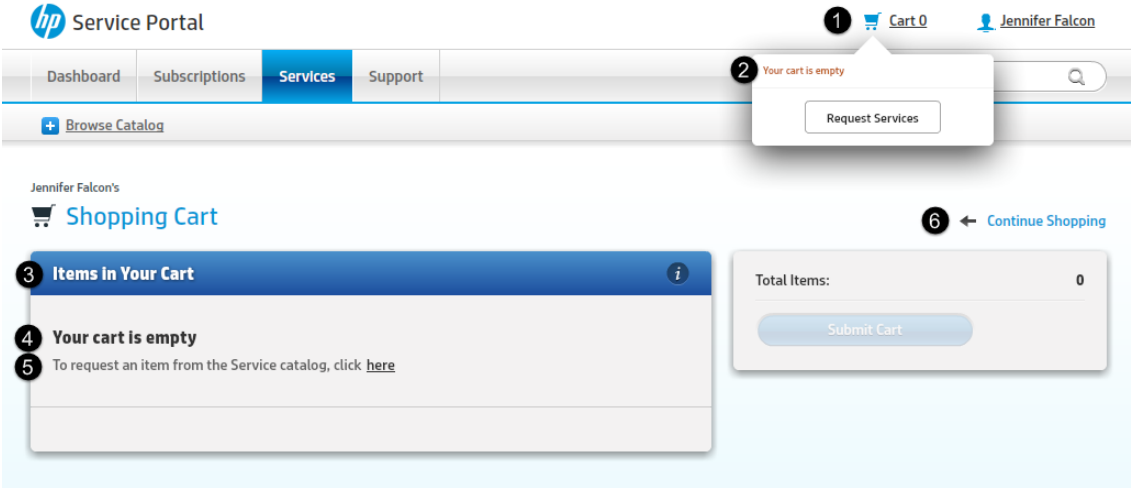 hp Service Portal
1 Cart 0
Jennifer Falcon
Dashboard Subscriptions Services Support
2 Your cart is empty
Request Services
Browse Catalog
Jennifer Falcon's
Shopping Cart
6 Continue Shopping
3 Items in Your Cart i
Total Items: 0
Submit Cart
4 Your cart is empty
5 To request an item from the Service catalog, click here